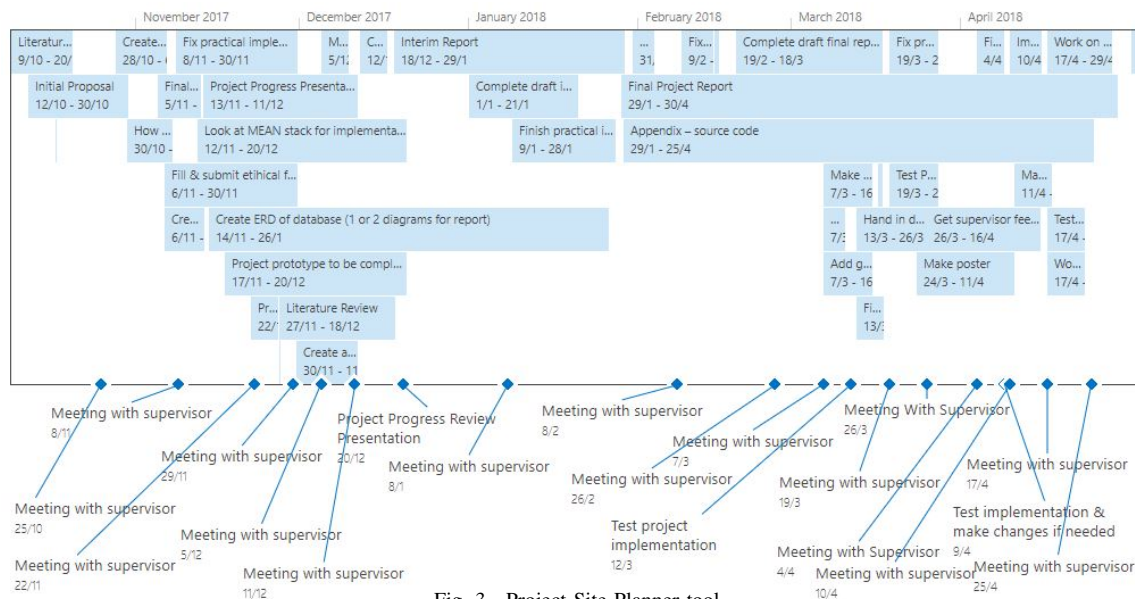 November 2017
December 2017
January 2018
February 2018
March 2018
April 2018
Literatur...
9/10 - 20/
Create...
28/10 -
Fix practical imple...
8/11 - 30/11
M...
5/12
C...
12/
Interim Report
18/12 - 29/1
...
31/
Fix...
9/2 -
Complete draft final rep...
19/2 - 18/3
Fix pr...
19/3 - 2
Fi...
4/4
Im...
10/4
Work on ...
17/4 - 29/4
Initial Proposal
12/10 - 30/10
Final...
5/11 -
Project Progress Presenta...
13/11 - 11/12
Complete draft i...
1/1 - 21/1
Final Project Report
29/1 - 30/4
How ...
30/10 -
Look at MEAN stack for implementa...
12/11 - 20/12
Finish practical i...
9/1 - 28/1
Appendix – source code
29/1 - 25/4
Fill & submit etihical f...
6/11 - 30/11
Make ...
7/3 - 16
Test P...
19/3 - 2
Ma...
11/4 -
Cre...
6/11 -
Create ERD of database (1 or 2 diagrams for report)
14/11 - 26/1
...
7/3
Hand in d...
13/3 - 26/3
Get supervisor fee...
26/3 - 16/4
Test...
17/4 -
Project prototype to be compl...
17/11 - 20/12
Add g...
7/3 - 16
Make poster
24/3 - 11/4
Wo...
17/4 -
Pr...
22/
Literature Review
27/11 - 18/12
Fi...
13/3
Create a...
30/11 - 11
Meeting with supervisor
8/11
Project Progress Review
Presentation
20/12
Meeting with supervisor
8/2
Meeting With Supervisor
26/3
Meeting with supervisor
29/11
Meeting with supervisor
8/1
Meeting with supervisor
7/3
Meeting with supervisor
26/2
Meeting with supervisor
19/3
Meeting with supervisor
17/4
Meeting with supervisor
25/10
Meeting with supervisor
5/12
Test project
implementation
12/3
Test implementation &
make changes if needed
9/4
Meeting with supervisor
22/11
Meeting with supervisor
11/12
Meeting with Supervisor
4/4
Meeting with supervisor
10/4
Meeting with supervisor
25/4
Fig. 3. Project Site Planner tool